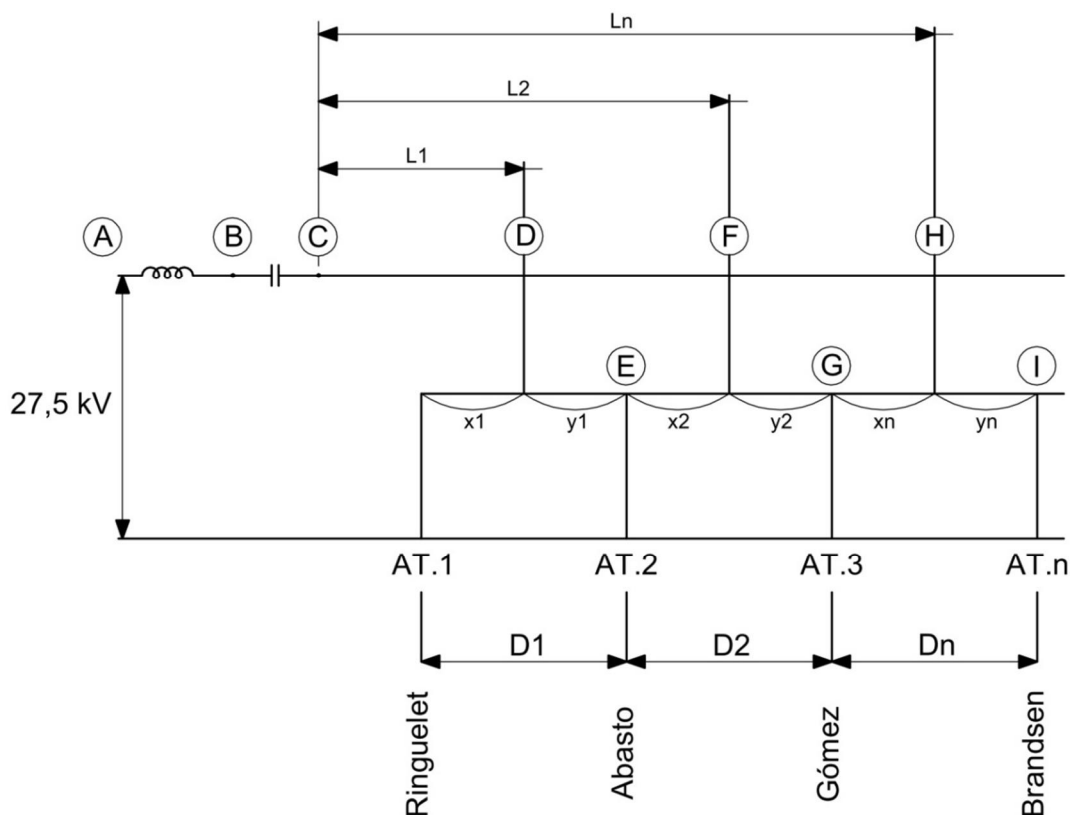 Ln
L2
L1
A B C D F H
27,5 kV
E G I
x1 y1 x2 y2 xn yn
AT.1 AT.2 AT.3 AT.n
D1 D2 Dn
Ringuelet
Abasto
Gómez
Brandsen